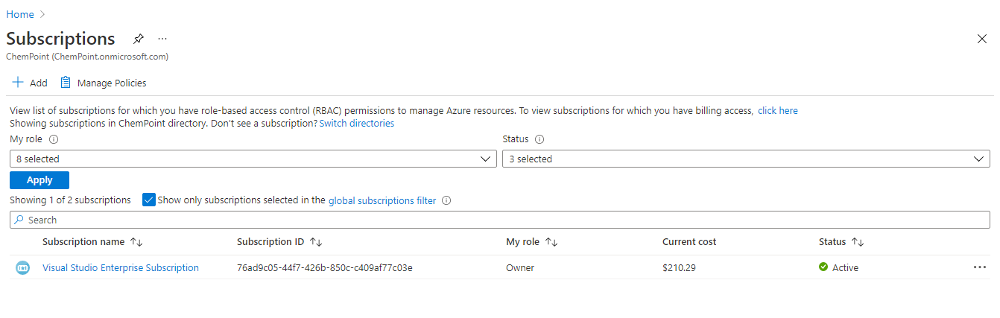 Home
Subscriptions
ChemPoint (ChemPoint.onmicrosoft.com)
Add Manage Policies
View list of subscriptions for which you have role-based access control (RBAC) permissions to manage Azure resources. To view subscriptions for which you have billing access, click here
Showing subscriptions in ChemPoint directory. Don't see a subscription? Switch directories
My role Status
8 selected 3 selected
Apply
Showing 1 of 2 subscriptions Show only subscriptions selected in the global subscriptions filter
Search
Subscription name Subscription ID My role Current cost Status
Visual Studio Enterprise Subscription 76ad9c05-44f7-426b-850c-c409af77c03e Owner $210.29 Active